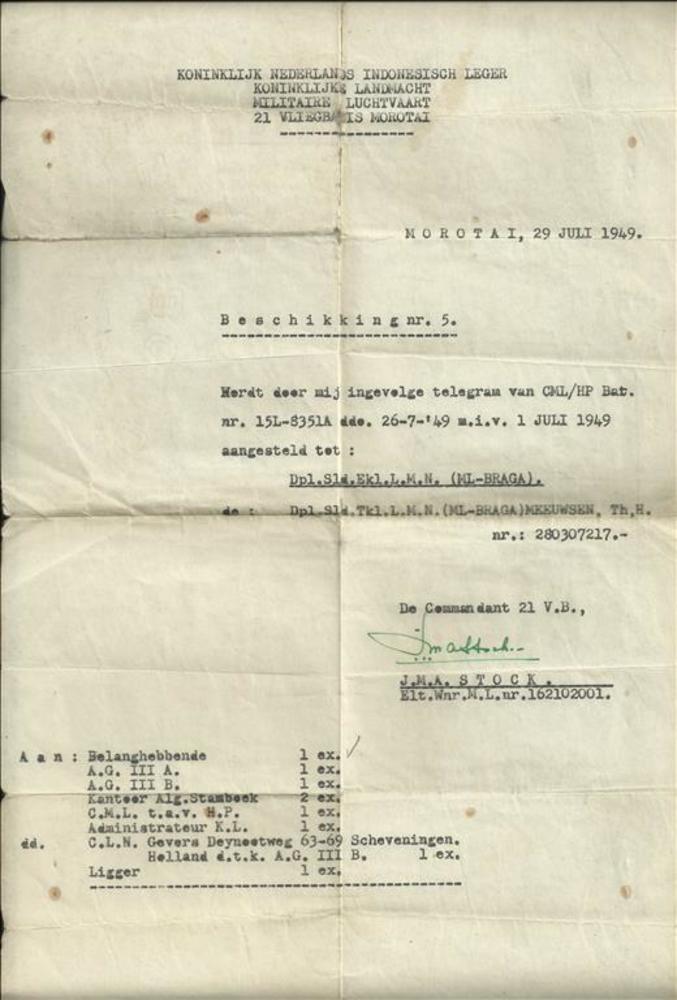 KONINKLIJK NEDERLANDS INDONESISCH LEGER
KONINKLIJKE LANDMACHT
MILITAIRE LUCHTVAART
21 VLIEGBASIS MOROTAI
M O R O T A I, 29 JULI 1949.
B e s c h i k k i n g nr. 5.
Wordt door mij ingevolge telegram van CML/HP Bat.
nr. 15L-8351A ddo. 26-7-'49 m.i.v. 1 JULI 1949
aangesteld tot :
Dpl.Sld.Ekl.L.M.N. (ML-BRAGA).
de : Dpl.Sld.Tkl.L.M.N.(ML-BRAGA)MEEUWSEN, Th,H.
nr.: 280307217.-
De Commandant 21 V.B.,
J.M.A. S T O C K .
Elt.Wnr.M.L.nr.162102001.
A a n : Belanghebbende 1 ex.
A.G. III A. 1 ex.
A.G. III B. 1 ex.
Kantoor Alg.Stamboek 2 ex.
C.M.L. t.a.v. H.P. 1 ex.
Administrateur K.L. 1 ex.
dd. C.L.N. Gevers Deynootweg 63-69 Scheveningen.
Holland d.t.k. A.G. III B. 1 ex.
Ligger 1 ex.